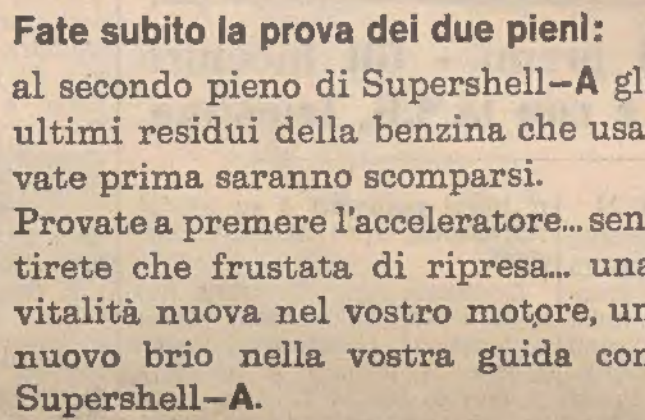 Fate subito la prova dei due pieni:
al secondo pieno di Supershell–A gl
ultimi residui della benzina che usa
vate prima saranno scomparsi.
Provate a premere l'acceleratore... sen
tirete che frustata di ripresa... una
vitalità nuova nel vostro motore, un
nuovo brio nella vostra guida con
Supershell–A.